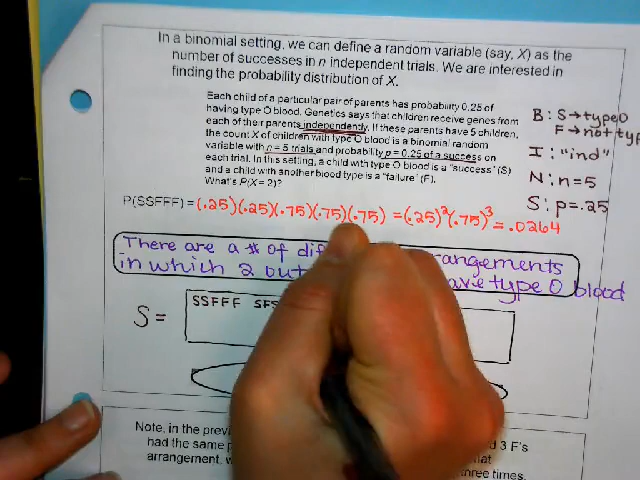 In a binomial setting, we can define a random variable (say, X) as the
number of successes in n independent trials. We are interested in
finding the probability distribution of X.
Each child of a particular pair of parents has probability 0.25 of
having type O blood. Genetics says that children receive genes from
each of their parents independently. If these parents have 5 children,
the count X of children with type O blood is a binomial random
variable with n = 5 trials and probability p = 0.25 of a success on
each trial. In this setting, a child with type O blood is a "success" (S)
and a child with another blood type is a "failure" (F).
What's P(X = 2)?
B: S→type O
F→not typ
I: "ind"
N: n=5
S: p=.25
P(SSFFF) = (.25)(.25)(.75)(.75)(.75) = (.25)²(.75)³ = .0264
There are a # of dif rangements
in which 2 out ave type O blood
S = SSFFF SFS
Note, in the prev d 3 F's
had the same p hat
arrangement, w three times.